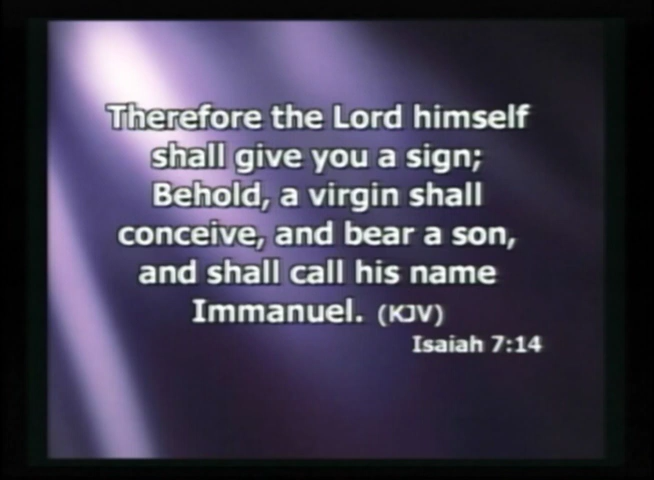 Therefore the Lord himself
shall give you a sign;
Behold, a virgin shall
conceive, and bear a son,
and shall call his name
Immanuel. (KJV)
Isaiah 7:14